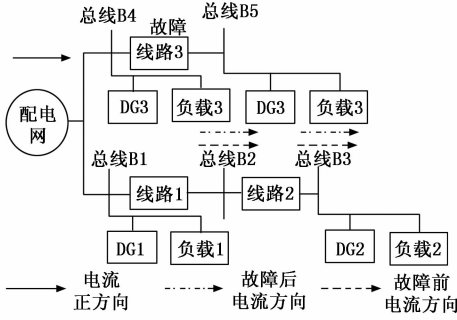 总线B4
总线B5
故障
线路3
配电
网
DG3
负载3
DG3
负载3
总线B1
总线B2
总线B3
线路1
线路2
DG1
负载1
DG2
负载2
电流
正方向
故障后
电流方向
故障前
电流方向